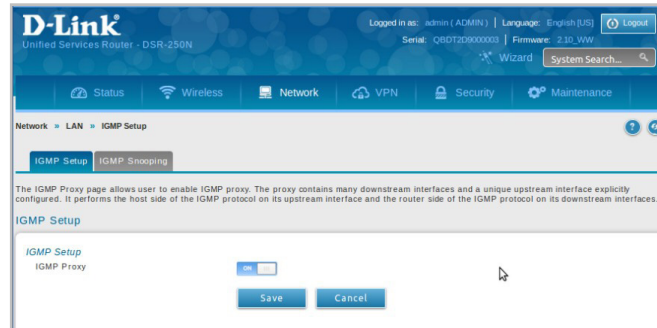 D-Link
Logged in as: admin ( ADMIN ) | Language: English [US] Logout
Unified Services Router - DSR-250N
Serial: QBDT2D9000003 | Firmware: 2.10_WW
Wizard System Search...
Status Wireless Network VPN Security Maintenance
Network » LAN » IGMP Setup
IGMP Setup IGMP Snooping
The IGMP Proxy page allows user to enable IGMP proxy. The proxy contains many downstream interfaces and a unique upstream interface explicitly
configured. It performs the host side of the IGMP protocol on its upstream interface and the router side of the IGMP protocol on its downstream interfaces.
IGMP Setup
IGMP Setup
IGMP Proxy ON
Save Cancel